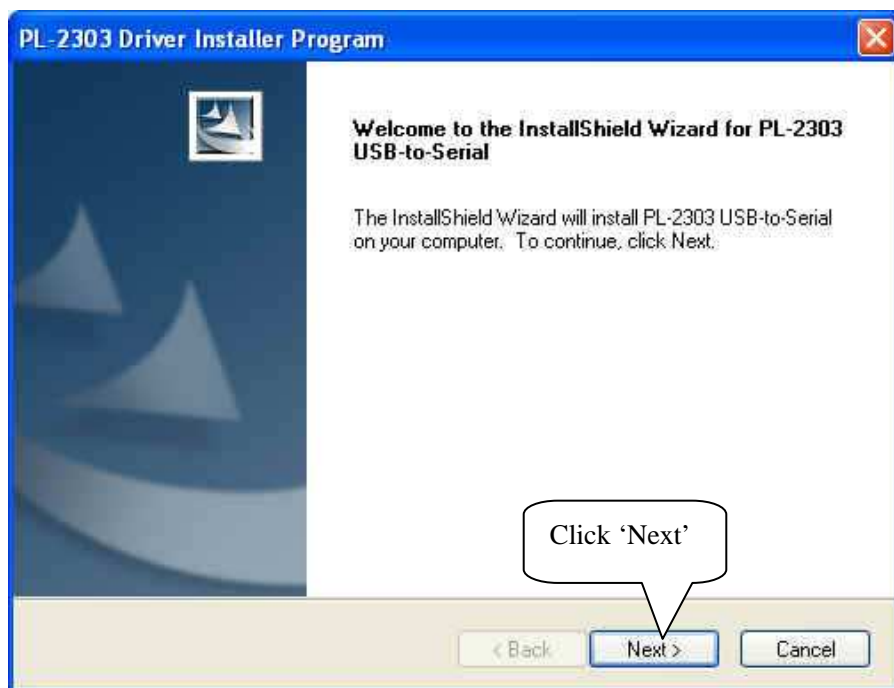 PL-2303 Driver Installer Program
Welcome to the InstallShield Wizard for PL-2303
USB-to-Serial
The InstallShield Wizard will install PL-2303 USB-to-Serial
on your computer. To continue, click Next.
Click ‘Next’
< Back
Next >
Cancel